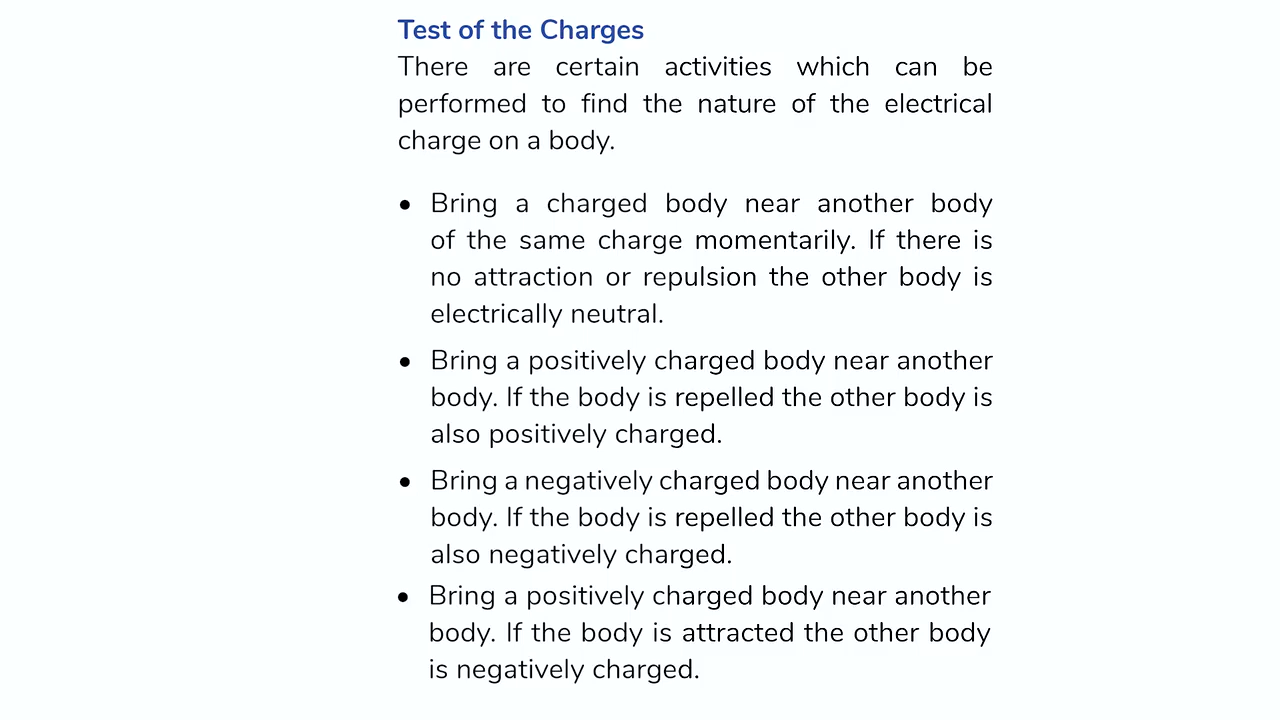 Test of the Charges
There are certain activities which can be
performed to find the nature of the electrical
charge on a body.
• Bring a charged body near another body
of the same charge momentarily. If there is
no attraction or repulsion the other body is
electrically neutral.
• Bring a positively charged body near another
body. If the body is repelled the other body is
also positively charged.
• Bring a negatively charged body near another
body. If the body is repelled the other body is
also negatively charged.
• Bring a positively charged body near another
body. If the body is attracted the other body
is negatively charged.